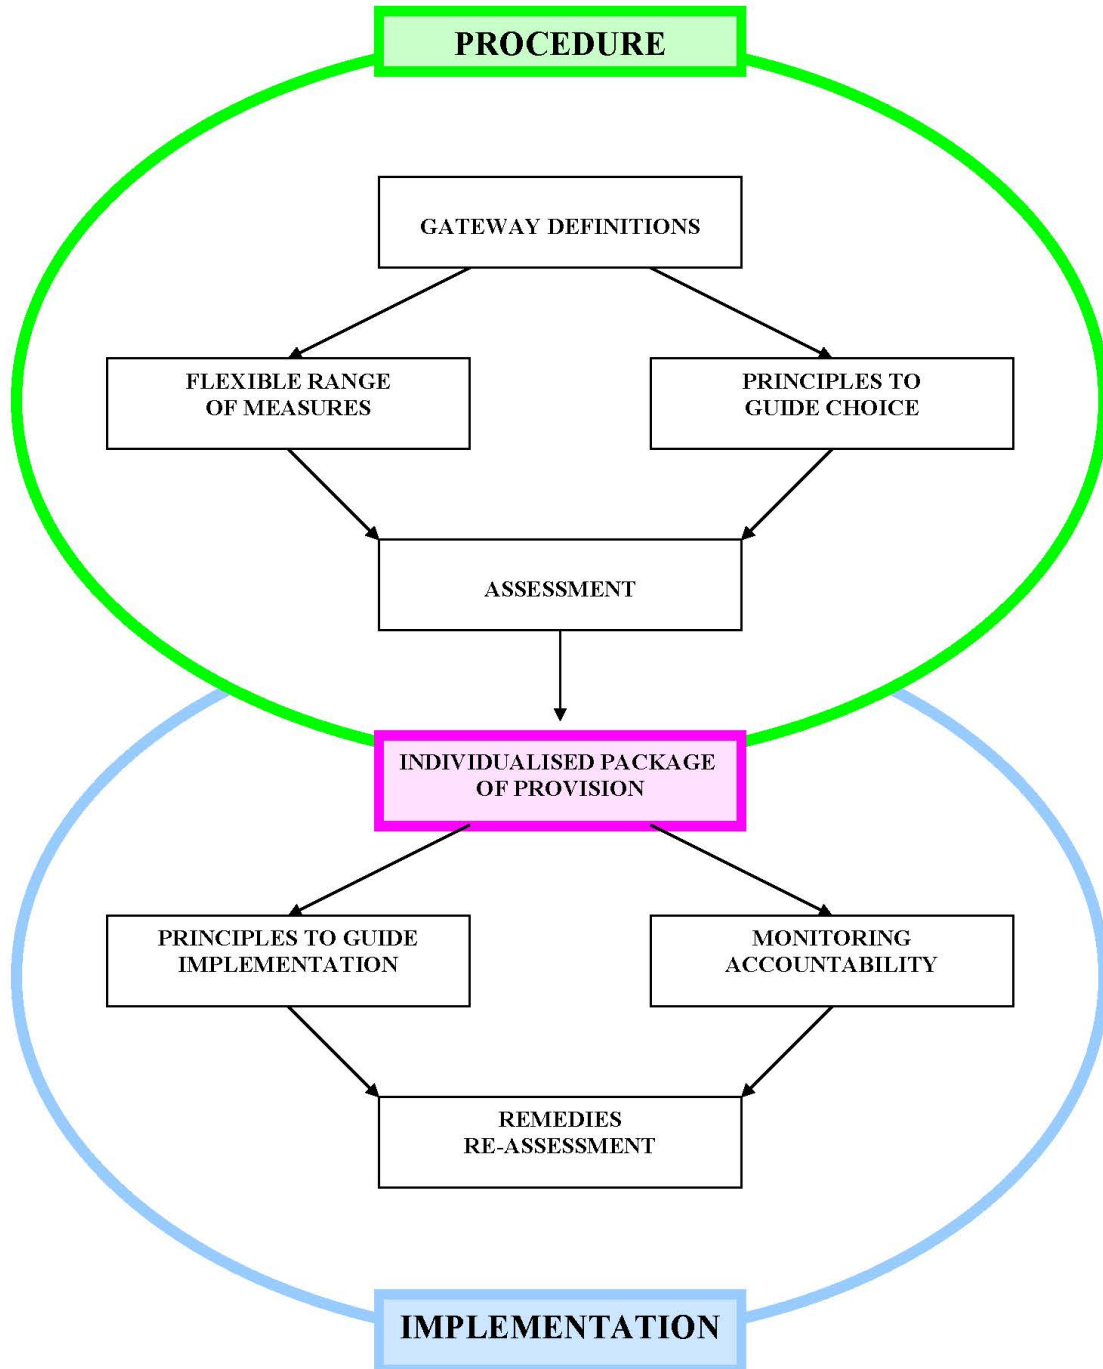 PROCEDURE
GATEWAY DEFINITIONS
FLEXIBLE RANGE
OF MEASURES
PRINCIPLES TO
GUIDE CHOICE
ASSESSMENT
INDIVIDUALISED PACKAGE
OF PROVISION
PRINCIPLES TO GUIDE
IMPLEMENTATION
MONITORING
ACCOUNTABILITY
REMEDIES
RE-ASSESSMENT
IMPLEMENTATION